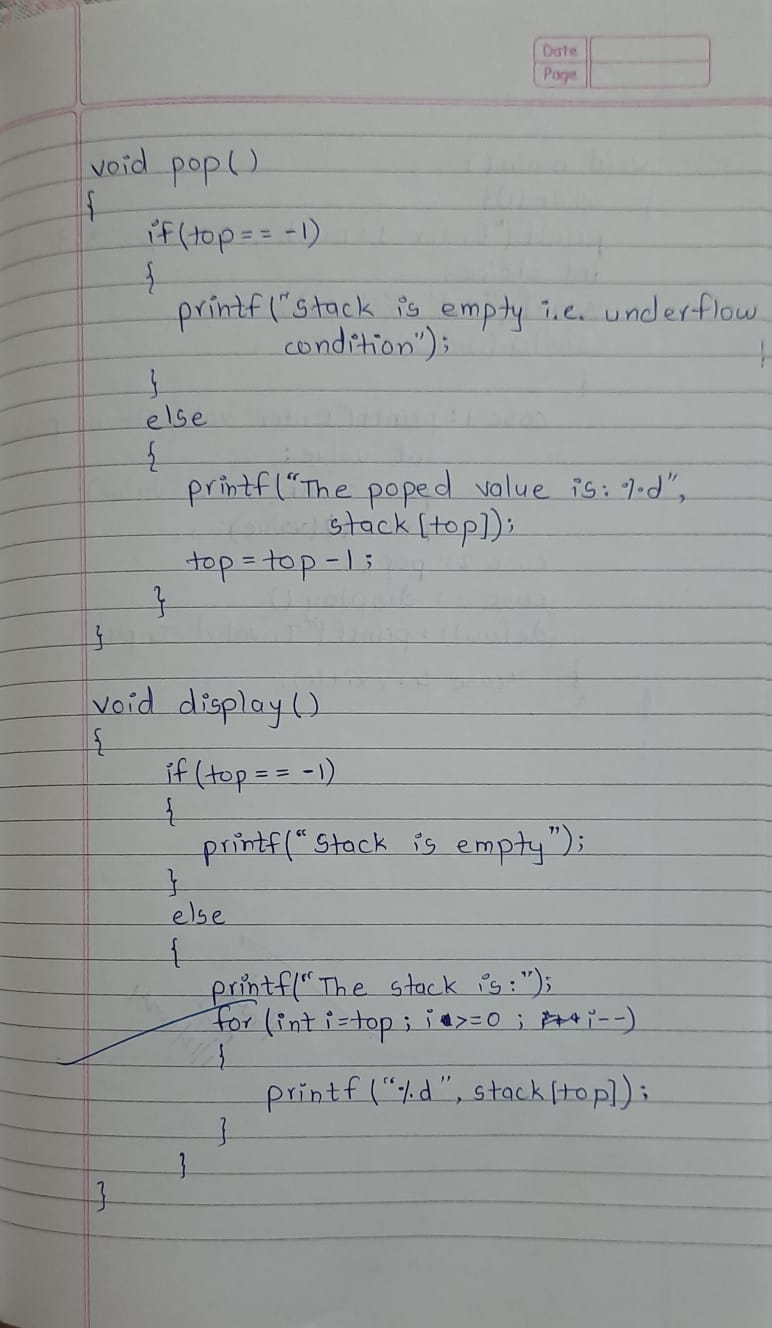 Date
Page
void pop()
{
if(top == -1)
{
printf("Stack is empty i.e. underflow
condition");
}
else
{
printf("The poped value is: %d",
stack[top]);
top = top - 1;
}
}
void display()
{
if(top == -1)
{
printf("Stack is empty");
}
else
{
printf("The stack is:");
for (int i=top; i>=0; i--)
{
printf("%d", stack[top]);
}
}
}